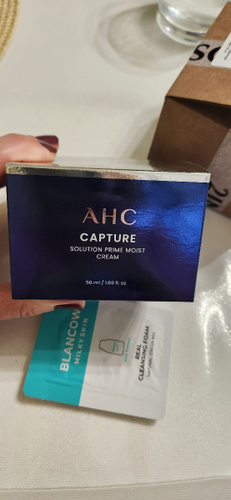 AHC
CAPTURE
SOLUTION PRIME MOIST
CREAM
50 ml / 1.69 fl. oz.
BLANCOW
MILKY SKIN
REAL
CLEANSING FOAM